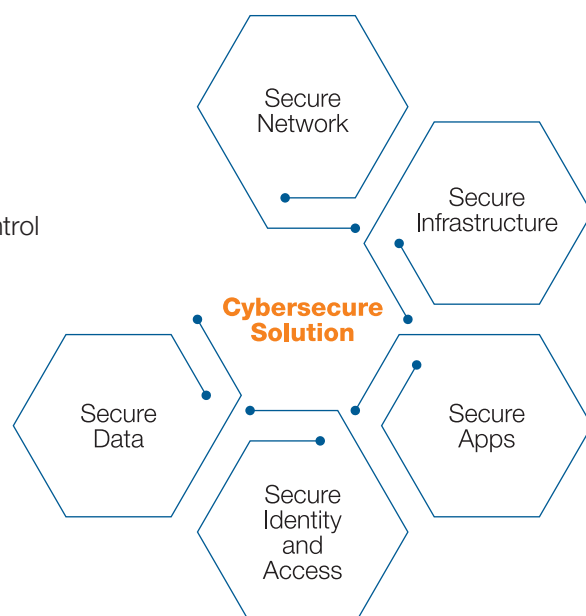 Secure
Network
Secure
Infrastructure
Cybersecure
Solution
Secure
Data
Secure
Apps
Secure
Identity
and
Access